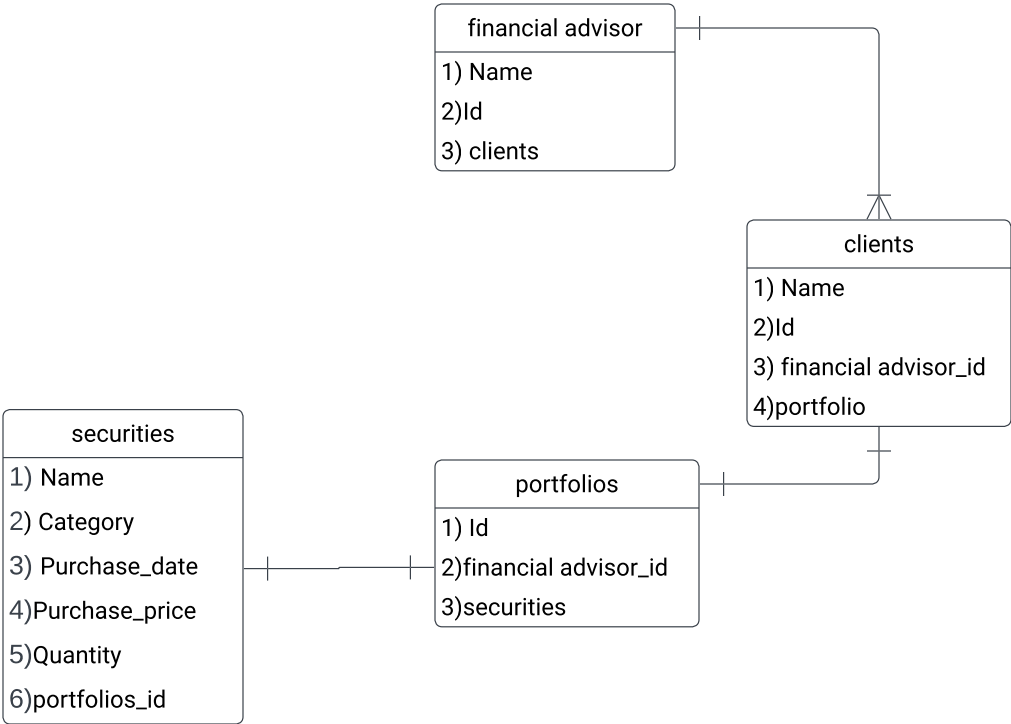 financial advisor
1) Name
2)Id
3) clients
clients
1) Name
2)Id
3) financial advisor_id
4)portfolio
securities
1) Name
2) Category
3) Purchase_date
4)Purchase_price
5)Quantity
6)portfolios_id
portfolios
1) Id
2)financial advisor_id
3)securities